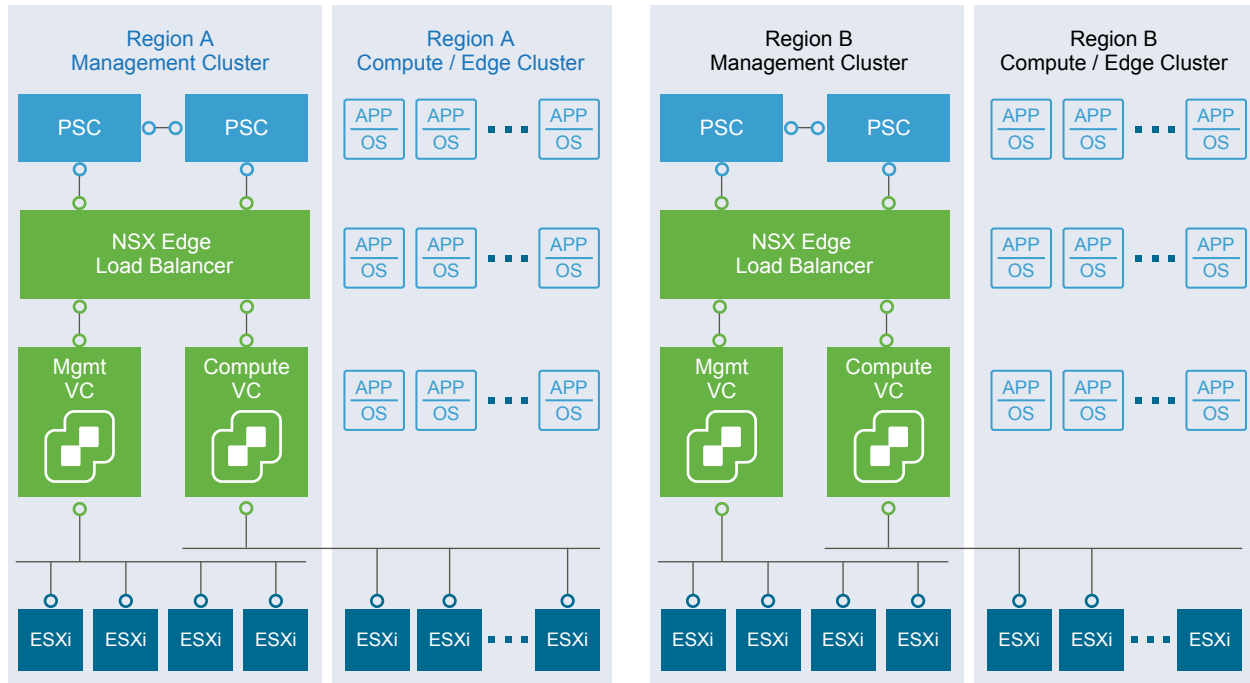 Region A
Management Cluster
PSC
PSC
NSX Edge
Load Balancer
Mgmt
VC
Compute
VC
ESXi
ESXi
ESXi
ESXi
Region A
Compute / Edge Cluster
APP
OS
APP
OS
APP
OS
APP
OS
APP
OS
APP
OS
APP
OS
APP
OS
APP
OS
ESXi
ESXi
ESXi
Region B
Management Cluster
PSC
PSC
NSX Edge
Load Balancer
Mgmt
VC
Compute
VC
ESXi
ESXi
ESXi
ESXi
Region B
Compute / Edge Cluster
APP
OS
APP
OS
APP
OS
APP
OS
APP
OS
APP
OS
APP
OS
APP
OS
APP
OS
ESXi
ESXi
ESXi